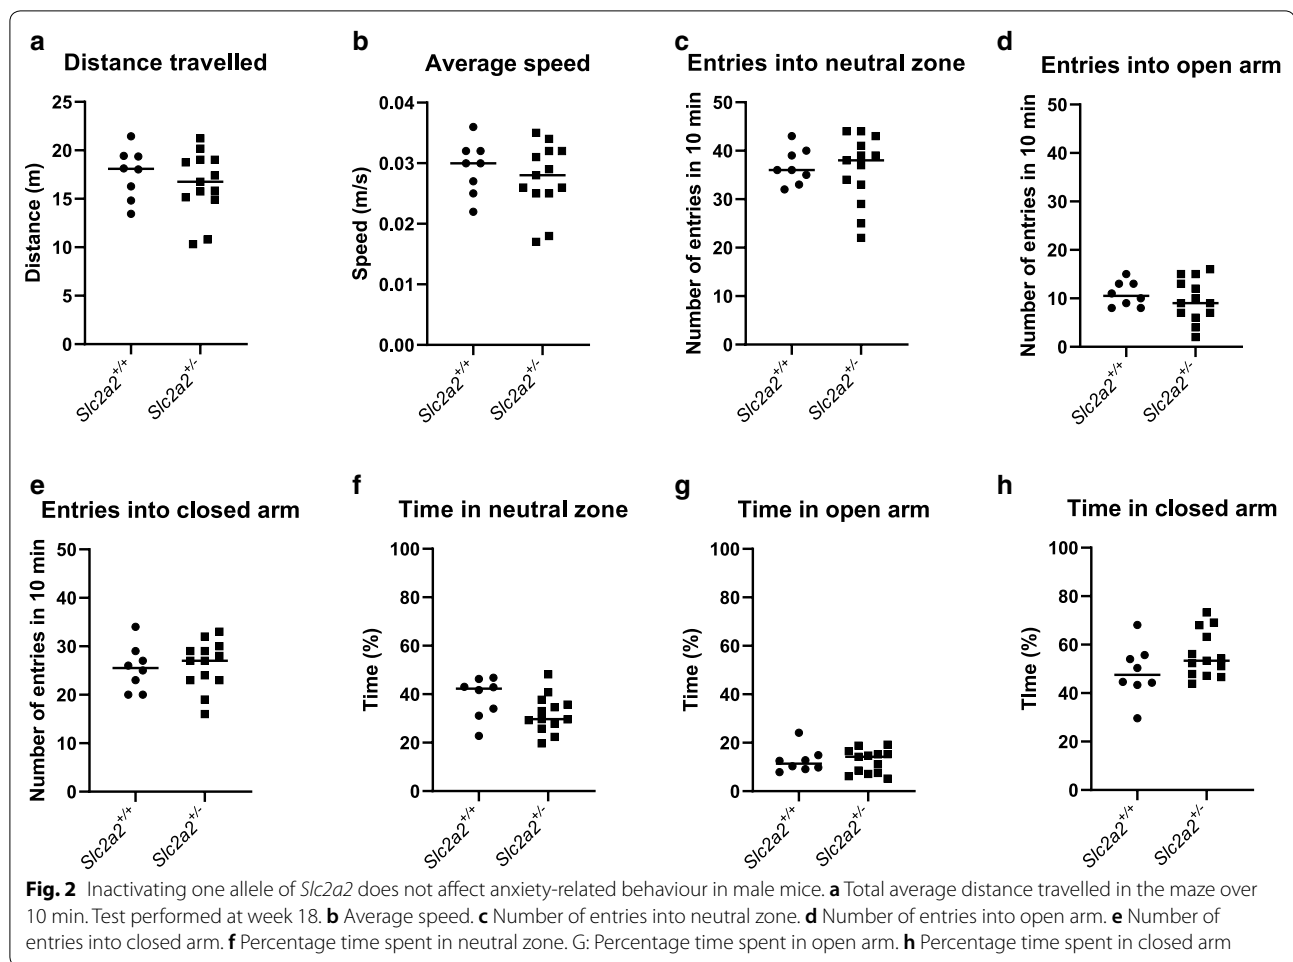 a
Distance travelled
25
20
15
10
5
0
Distance (m)
Slc2a2+/+
Slc2a2+/-
b
Average speed
0.04
0.03
0.02
0.01
0.00
Speed (m/s)
Slc2a2+/+
Slc2a2+/-
c
Entries into neutral zone
50
40
30
20
10
0
Number of entries in 10 min
Slc2a2+/+
Slc2a2+/-
d
Entries into open arm
50
40
30
20
10
0
Number of entries in 10 min
Slc2a2+/+
Slc2a2+/-
e
Entries into closed arm
50
40
30
20
10
0
Number of entries in 10 min
Slc2a2+/+
Slc2a2+/-
f
Time in neutral zone
100
80
60
40
20
0
Time (%)
Slc2a2+/+
Slc2a2+/-
g
Time in open arm
100
80
60
40
20
0
Time (%)
Slc2a2+/+
Slc2a2+/-
h
Time in closed arm
100
80
60
40
20
0
TIme (%)
Slc2a2+/+
Slc2a2+/-
Fig. 2 Inactivating one allele of Slc2a2 does not affect anxiety-related behaviour in male mice. a Total average distance travelled in the maze over
10 min. Test performed at week 18. b Average speed. c Number of entries into neutral zone. d Number of entries into open arm. e Number of
entries into closed arm. f Percentage time spent in neutral zone. G: Percentage time spent in open arm. h Percentage time spent in closed arm